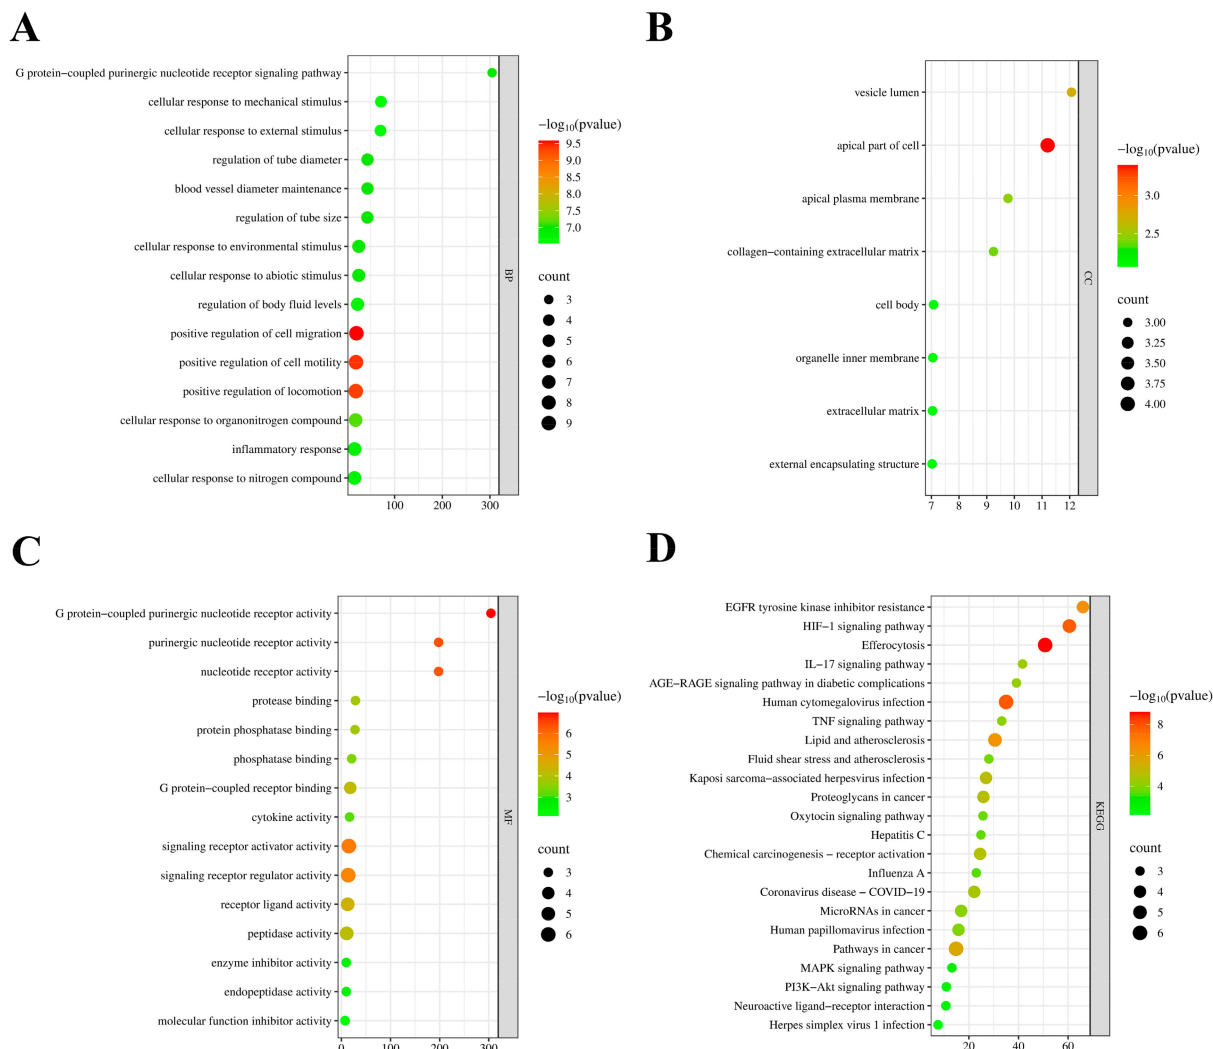 A
G protein−coupled purinergic nucleotide receptor signaling pathway
cellular response to mechanical stimulus
cellular response to external stimulus
regulation of tube diameter
blood vessel diameter maintenance
regulation of tube size
cellular response to environmental stimulus
cellular response to abiotic stimulus
regulation of body fluid levels
positive regulation of cell migration
positive regulation of cell motility
positive regulation of locomotion
cellular response to organonitrogen compound
inflammatory response
cellular response to nitrogen compound
100 200 300
BP
−log10(pvalue)
9.5
9.0
8.5
8.0
7.5
7.0
count
3
4
5
6
7
8
9
B
vesicle lumen
apical part of cell
apical plasma membrane
collagen−containing extracellular matrix
cell body
organelle inner membrane
extracellular matrix
external encapsulating structure
7 8 9 10 11 12
CC
−log10(pvalue)
3.0
2.5
count
3.00
3.25
3.50
3.75
4.00
C
G protein−coupled purinergic nucleotide receptor activity
purinergic nucleotide receptor activity
nucleotide receptor activity
protease binding
protein phosphatase binding
phosphatase binding
G protein−coupled receptor binding
cytokine activity
signaling receptor activator activity
signaling receptor regulator activity
receptor ligand activity
peptidase activity
enzyme inhibitor activity
endopeptidase activity
molecular function inhibitor activity
0 100 200 300
MF
−log10(pvalue)
6
5
4
3
count
3
4
5
6
D
EGFR tyrosine kinase inhibitor resistance
HIF−1 signaling pathway
Efferocytosis
IL−17 signaling pathway
AGE−RAGE signaling pathway in diabetic complications
Human cytomegalovirus infection
TNF signaling pathway
Lipid and atherosclerosis
Fluid shear stress and atherosclerosis
Kaposi sarcoma−associated herpesvirus infection
Proteoglycans in cancer
Oxytocin signaling pathway
Hepatitis C
Chemical carcinogenesis − receptor activation
Influenza A
Coronavirus disease − COVID−19
MicroRNAs in cancer
Human papillomavirus infection
Pathways in cancer
MAPK signaling pathway
PI3K−Akt signaling pathway
Neuroactive ligand−receptor interaction
Herpes simplex virus 1 infection
20 40 60
KEGG
−log10(pvalue)
8
6
4
count
3
4
5
6